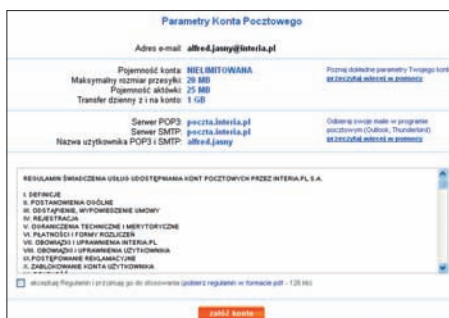 Parametry Konta Pocztowego
Adres e-mail: alfred.jasny@interia.pl
Pojemność konta: NIELIMITOWANA
Maksymalny rozmiar przesyłki: 20 MB
Pojemność aktówki: 25 MB
Transfer dzienny z i na konto: 1 GB
Poznaj dokładne parametry Twojego kont
przeczytaj więcej w pomocy
Serwer POP3: poczta.interia.pl
Serwer SMTP: poczta.interia.pl
Nazwa użytkownika POP3 i SMTP: alfred.jasny
Odbieraj swoje maile w programie
pocztowym (Outlook, Thunderbird)
przeczytaj więcej w pomocy
REGULAMIN ŚWIADCZENIA USŁUG UDOSTĘPNIANIA KONT POCZTOWYCH PRZEZ INTERIA.PL S.A.
I. DEFINICJE
II. POSTANOWIENIA OGÓLNE
III. ODSTĄPIENIE, WYPOWIEDZENIE UMOWY
IV. REJESTRACJA
V. OGRANICZENIA TECHNICZNE I MERYTORYCZNE
VI. PŁATNOŚCI I FORMY ROZLICZEŃ
VII. OBOWIĄZKI I UPRAWNIENIA INTERIA.PL
VIII. OBOWIĄZKI I UPRAWNIENIA UŻYTKOWNIKA
IX. POSTĘPOWANIE REKLAMACYJNE
X. ZABLOKOWANIE KONTA UŻYTKOWNIKA
akceptuję Regulamin i przyjmuję go do stosowania (pobierz regulamin w formacie pdf - 128 kb)
załóż konto